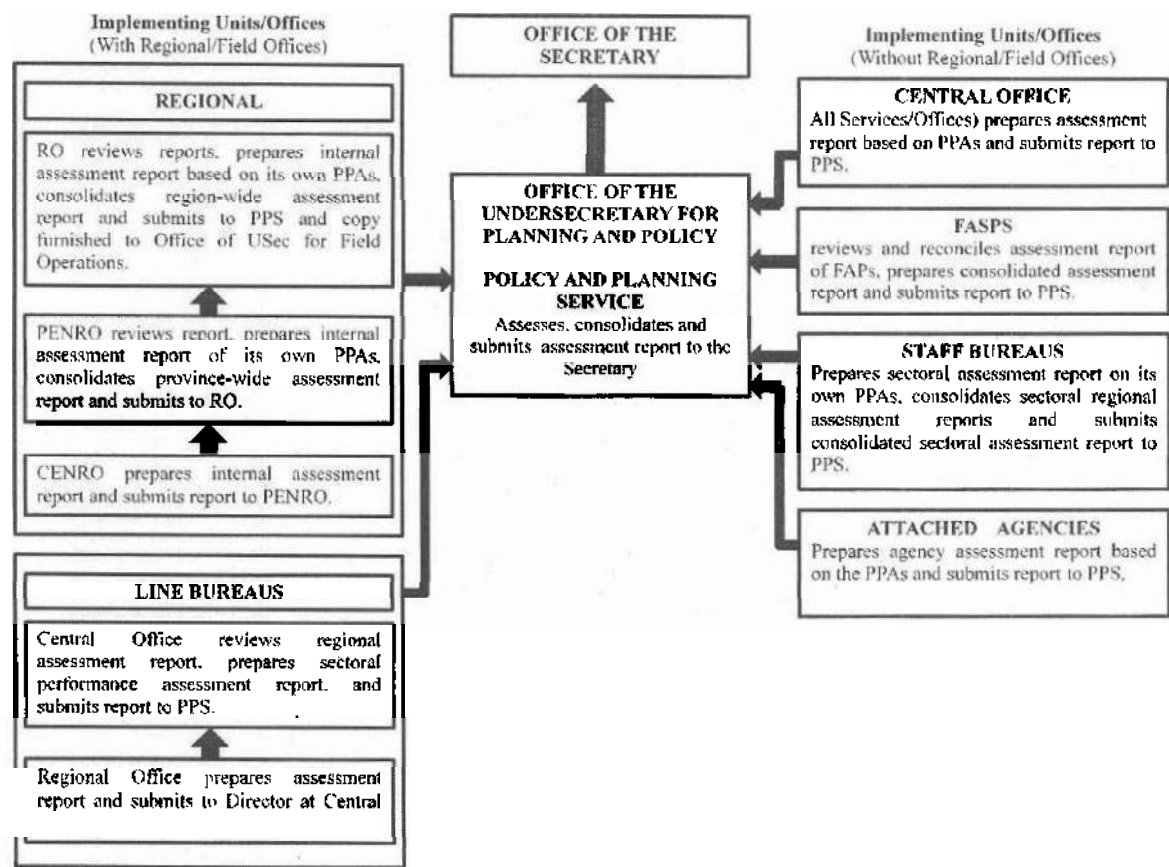 Implementing Units/Offices
(With Regional/Field Offices)
REGIONAL
RO reviews reports, prepares internal
assessment report based on its own PPAs,
consolidates region-wide assessment
report and submits to PPS and copy
furnished to Office of USec for Field
Operations.
PENRO reviews report, prepares internal
assessment report of its own PPAs,
consolidates province-wide assessment
report and submits to RO.
CENRO prepares internal assessment
report and submits report to PENRO.
LINE BUREAUS
Central Office reviews regional
assessment report, prepares sectoral
performance assessment report, and
submits report to PPS.
Regional Office prepares assessment
report and submits to Director at Central
OFFICE OF THE
SECRETARY
OFFICE OF THE
UNDERSECRETARY FOR
PLANNING AND POLICY
POLICY AND PLANNING
SERVICE
Assesses, consolidates and
submits assessment report to the
Secretary
Implementing Units/Offices
(Without Regional/Field Offices)
CENTRAL OFFICE
All Services/Offices) prepares assessment
report based on PPAs and submits report to
PPS.
FASPS
reviews and reconciles assessment report
of FAPs, prepares consolidated assessment
report and submits report to PPS.
STAFF BUREAUS
Prepares sectoral assessment report on its
own PPAs, consolidates sectoral regional
assessment reports and submits
consolidated sectoral assessment report to
PPS.
ATTACHED AGENCIES
Prepares agency assessment report based
on the PPAs and submits report to PPS.